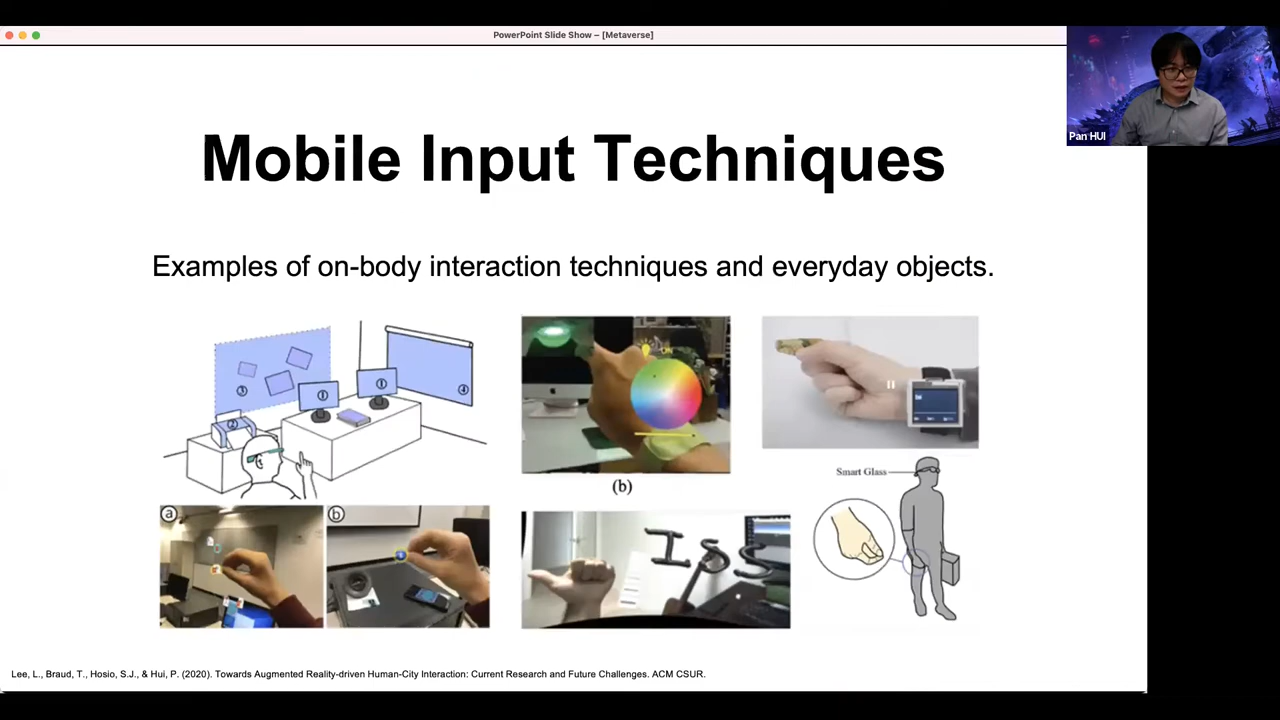 PowerPoint Slide Show – [Metaverse]
Pan HUI
Mobile Input Techniques
Examples of on-body interaction techniques and everyday objects.
(b)
Smart Glass
a
b
ISS
Lee, L., Braud, T., Hosio, S.J., & Hui, P. (2020). Towards Augmented Reality-driven Human-City Interaction: Current Research and Future Challenges. ACM CSUR.